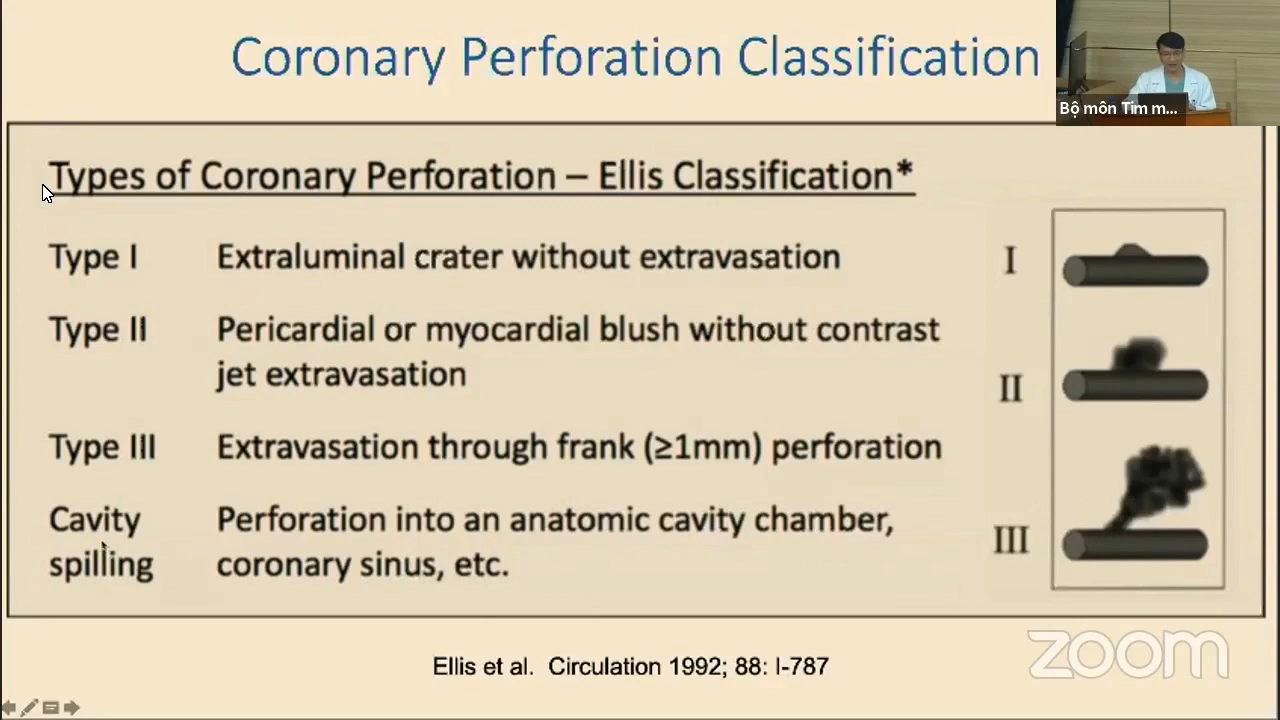 Coronary Perforation Classification
Bộ môn Tim m...
Types of Coronary Perforation – Ellis Classification*
Type I Extraluminal crater without extravasation
I
Type II Pericardial or myocardial blush without contrast
jet extravasation
II
Type III Extravasation through frank (≥1mm) perforation
Cavity Perforation into an anatomic cavity chamber,
spilling coronary sinus, etc.
III
Ellis et al. Circulation 1992; 88: I-787
zoom